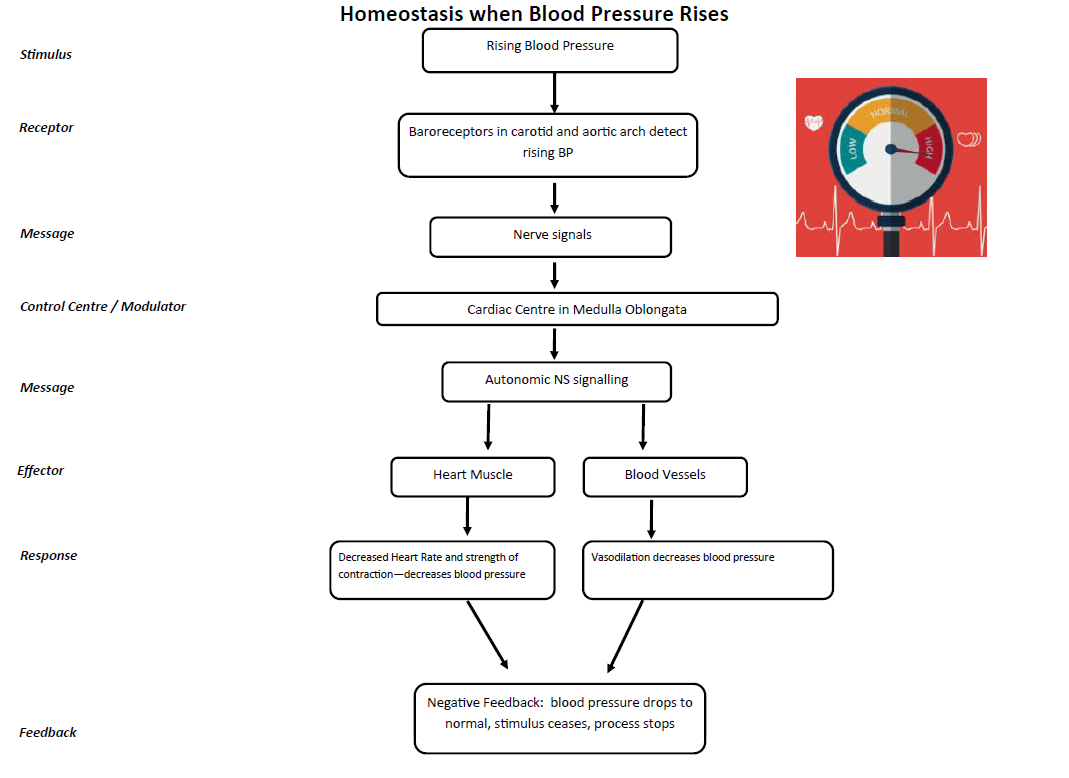 Homeostasis when Blood Pressure Rises
Stimulus
Rising Blood Pressure
Receptor
Baroreceptors in carotid and aortic arch detect
rising BP
LOW
NORMAL
HIGH
Message
Nerve signals
Control Centre / Modulator
Cardiac Centre in Medulla Oblongata
Message
Autonomic NS signalling
Effector
Heart Muscle
Blood Vessels
Response
Decreased Heart Rate and strength of
contraction—decreases blood pressure
Vasodilation decreases blood pressure
Feedback
Negative Feedback:  blood pressure drops to
normal, stimulus ceases, process stops